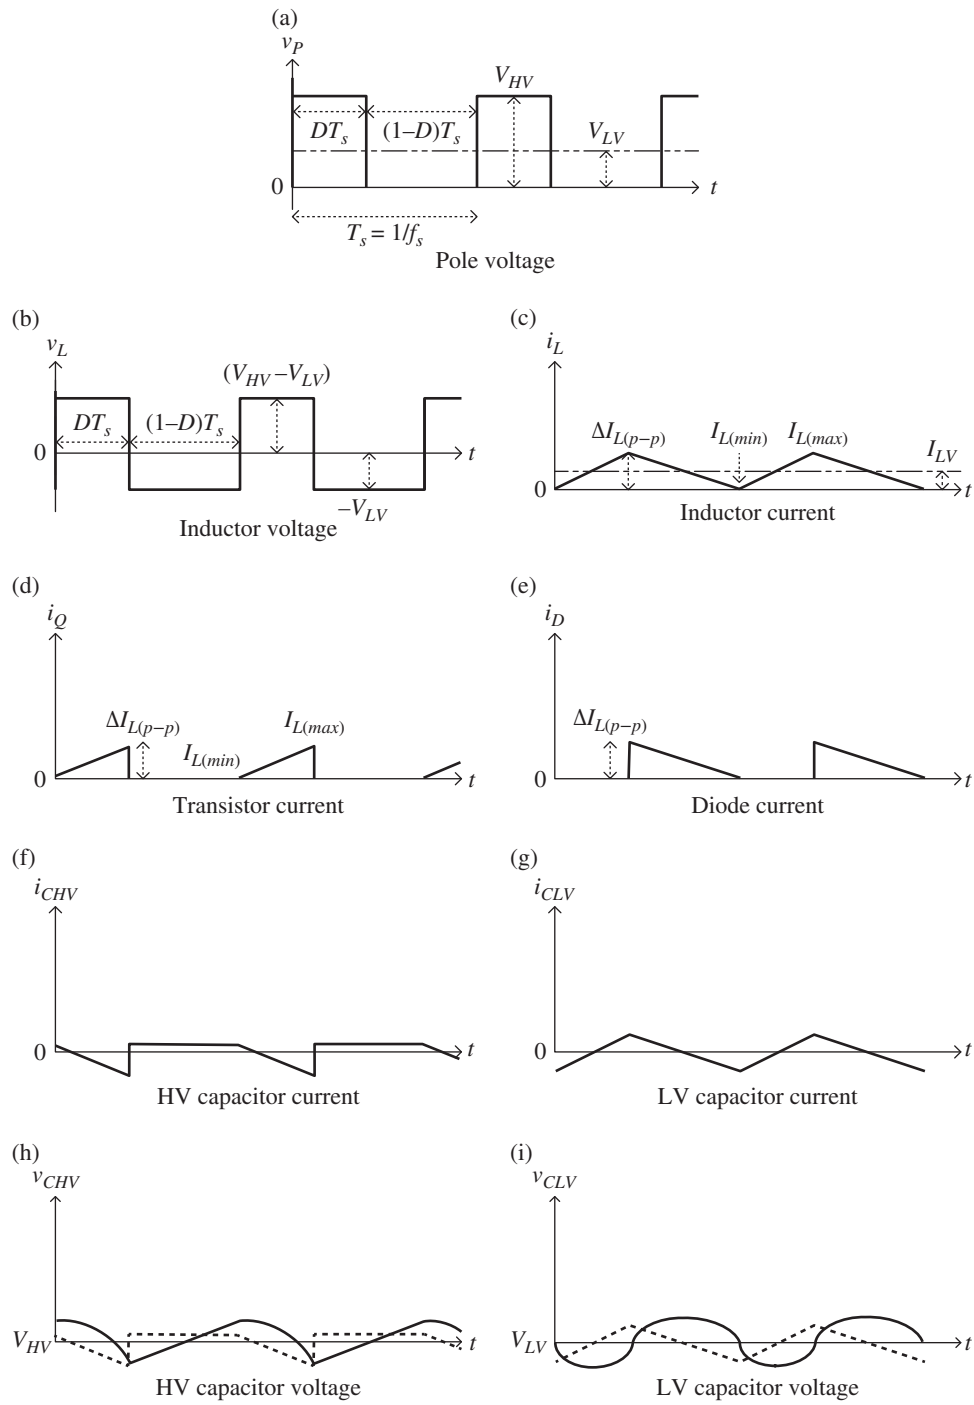 (a)
v_P
V_HV
DT_s (1–D)T_s V_LV
0 t
T_s = 1/f_s
Pole voltage
(b)
v_L
(V_HV –V_LV)
DT_s (1–D)T_s
0 t
–V_LV
Inductor voltage
(c)
i_L
ΔI_L(p–p) I_L(min) I_L(max) I_LV
0 t
Inductor current
(d)
i_Q
ΔI_L(p–p) I_L(max)
I_L(min)
0 t
Transistor current
(e)
i_D
ΔI_L(p–p)
0 t
Diode current
(f)
i_CHV
0 t
HV capacitor current
(g)
i_CLV
0 t
LV capacitor current
(h)
v_CHV
V_HV t
HV capacitor voltage
(i)
v_CLV
V_LV t
LV capacitor voltage